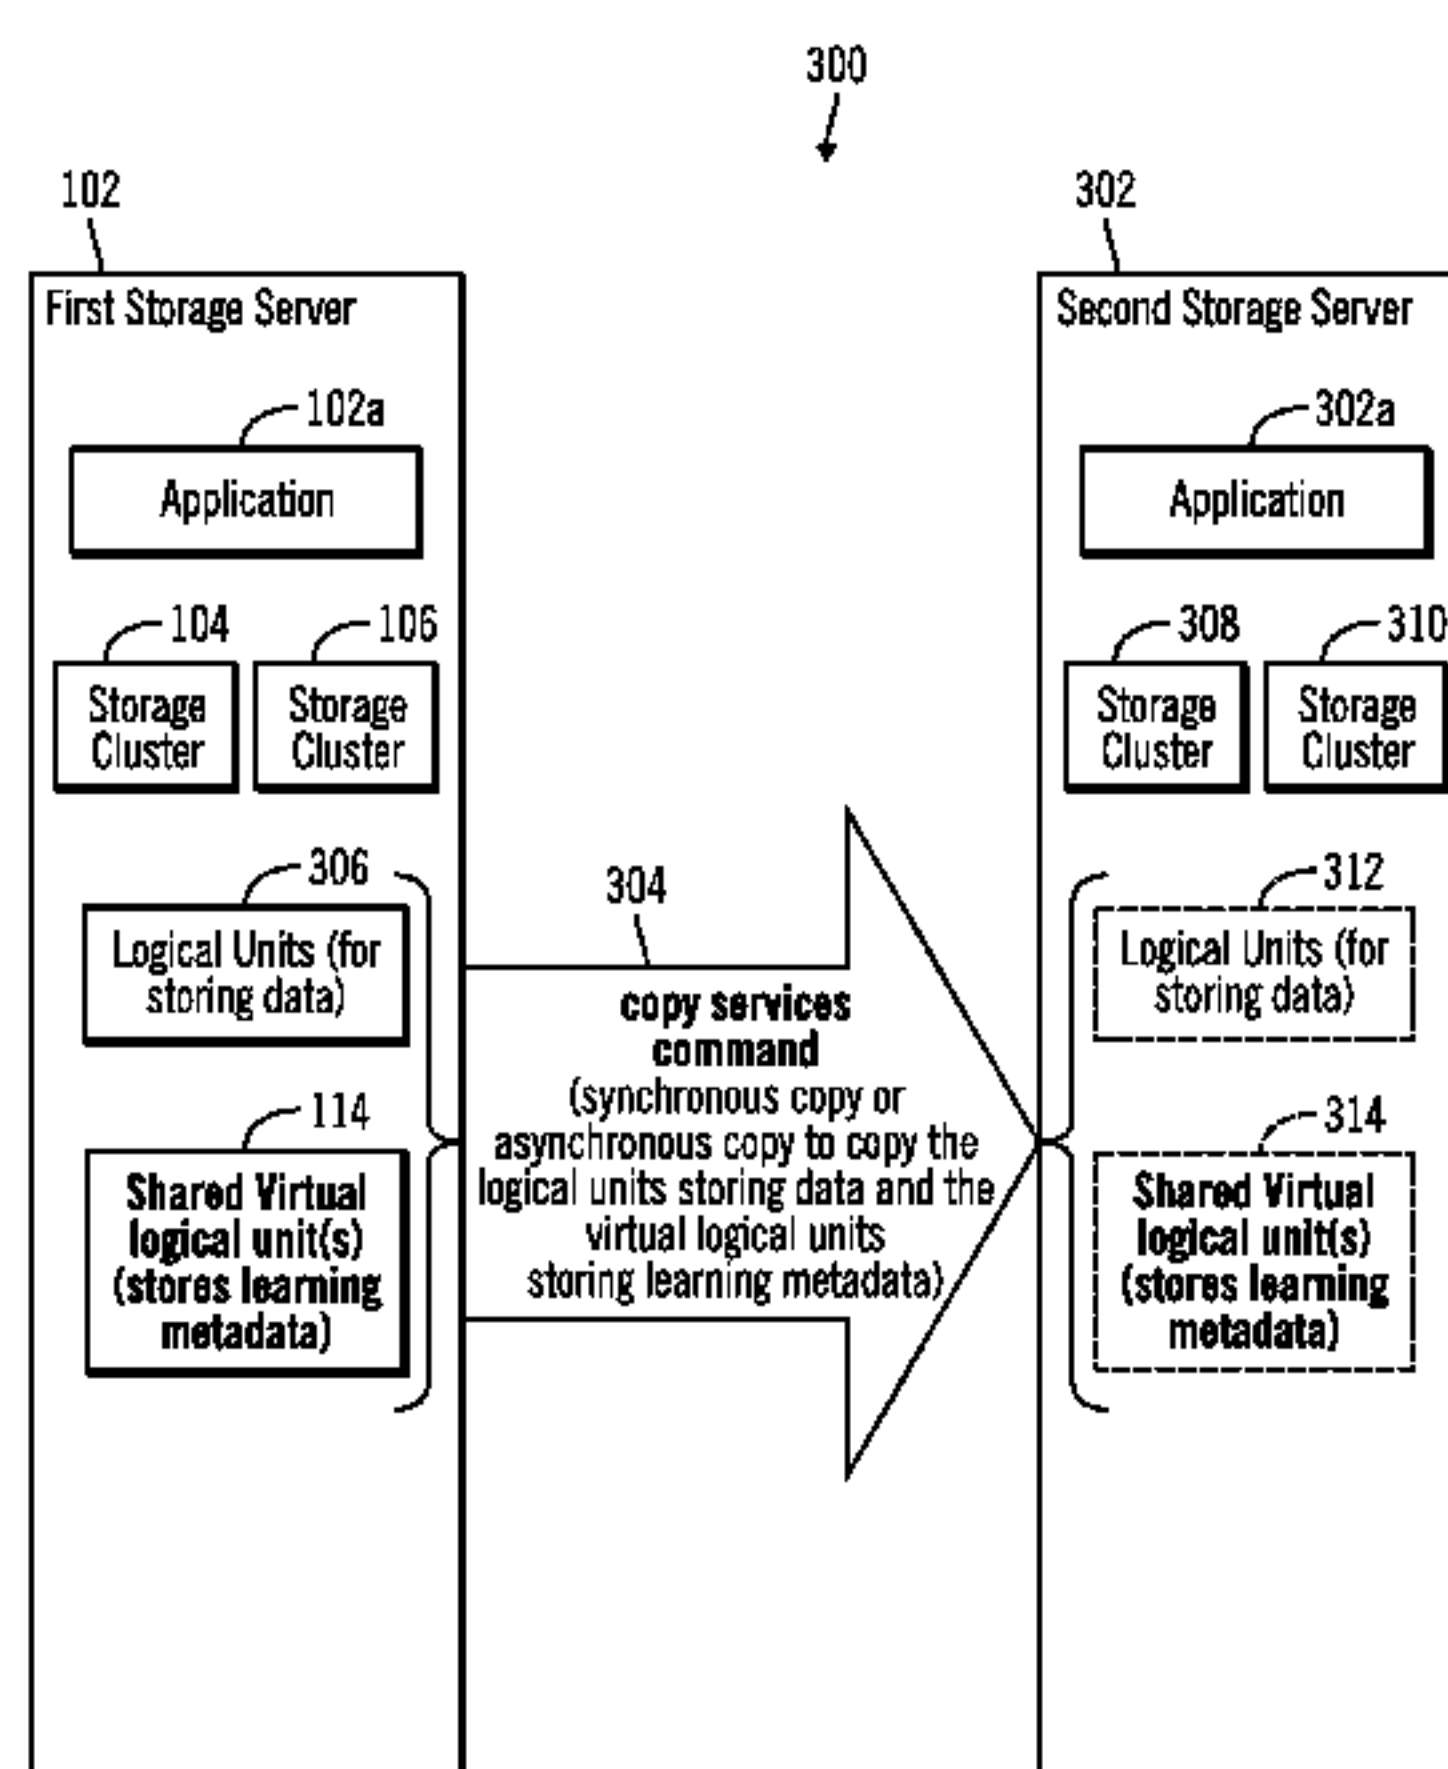 300
102
First Storage Server
102a
Application
104
106
Storage
Cluster
Storage
Cluster
306
Logical Units (for
storing data)
114
Shared Virtual
logical unit(s)
(stores learning
metadata)
304
copy services
command
(synchronous copy or
asynchronous copy to copy the
logical units storing data and the
virtual logical units
storing learning metadata)
302
Second Storage Server
302a
Application
308
310
Storage
Cluster
Storage
Cluster
312
Logical Units (for
storing data)
314
Shared Virtual
logical unit(s)
(stores learning
metadata)